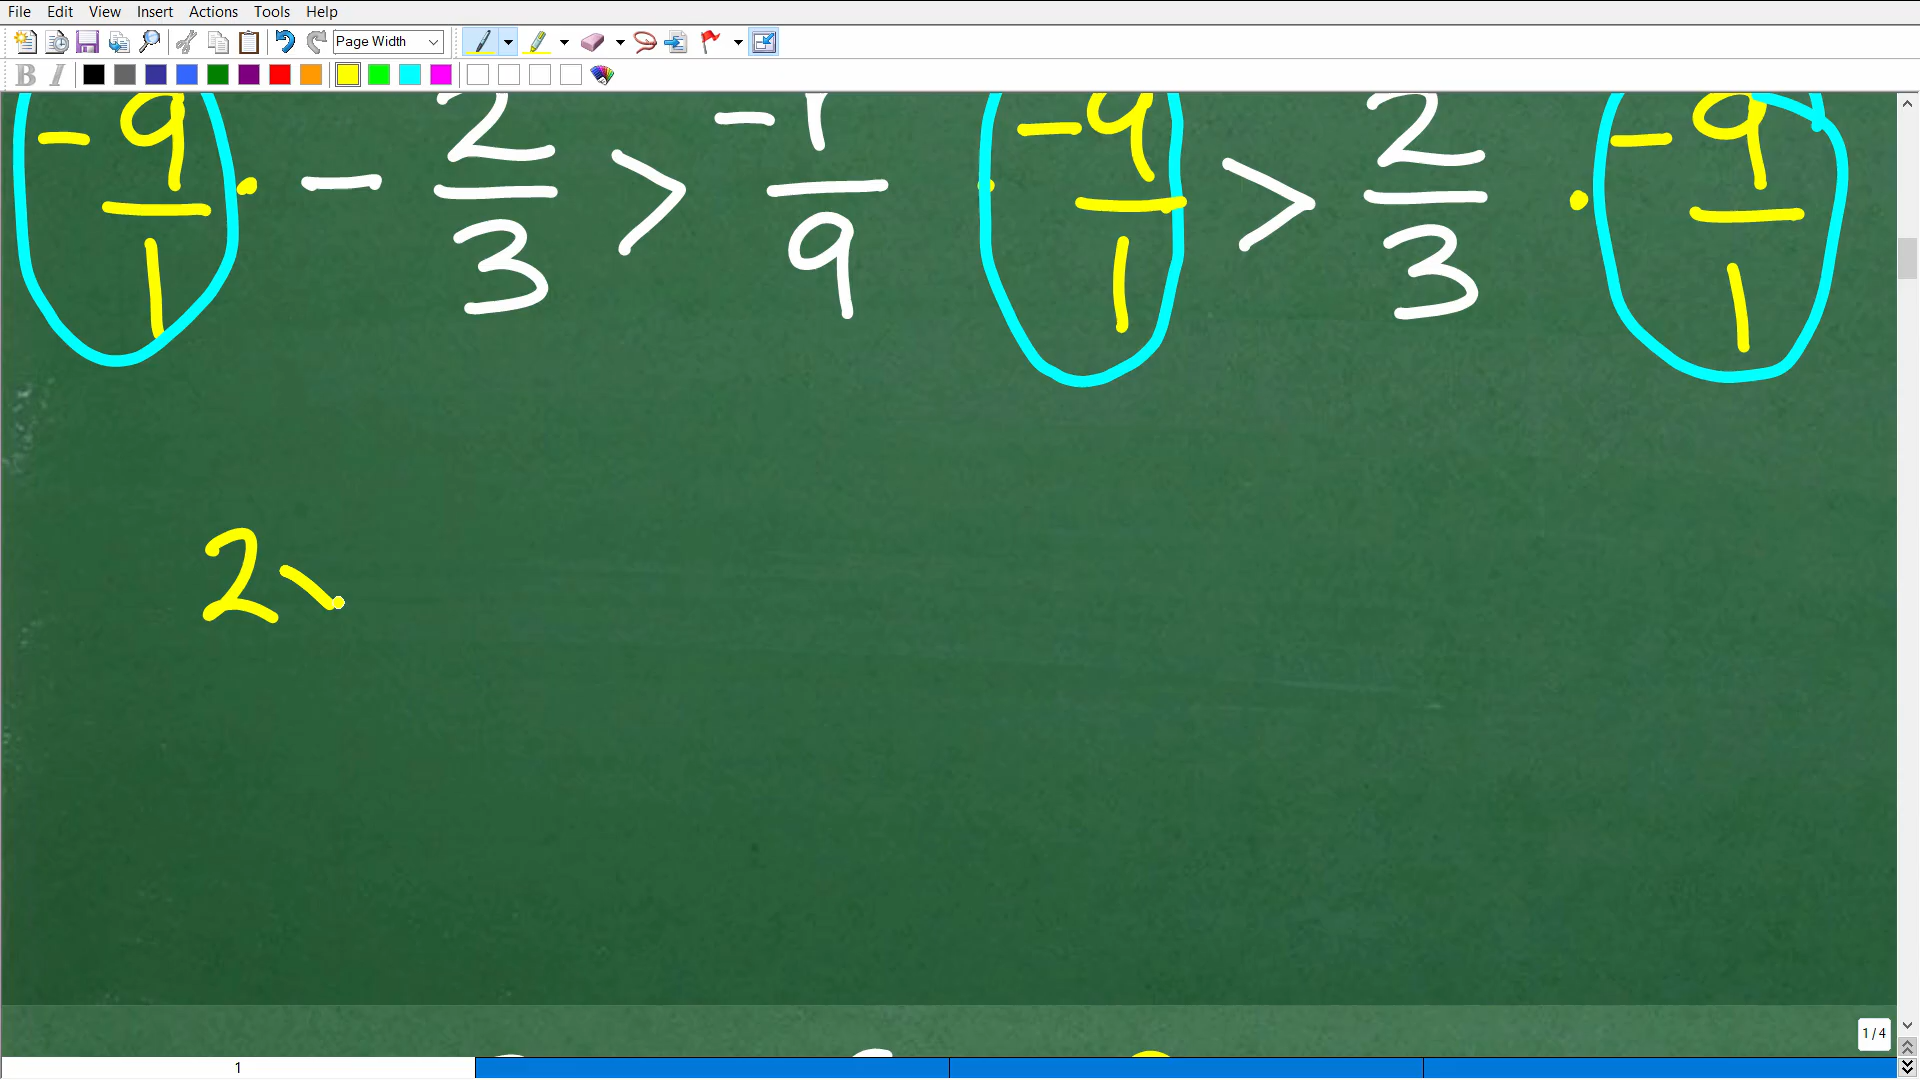 File Edit View Insert Actions Tools Help
Page Width
B I
-9/1 · - 2/3 > -1/9 · -9/1 > 2/3 · -9/1
2
1/4
1